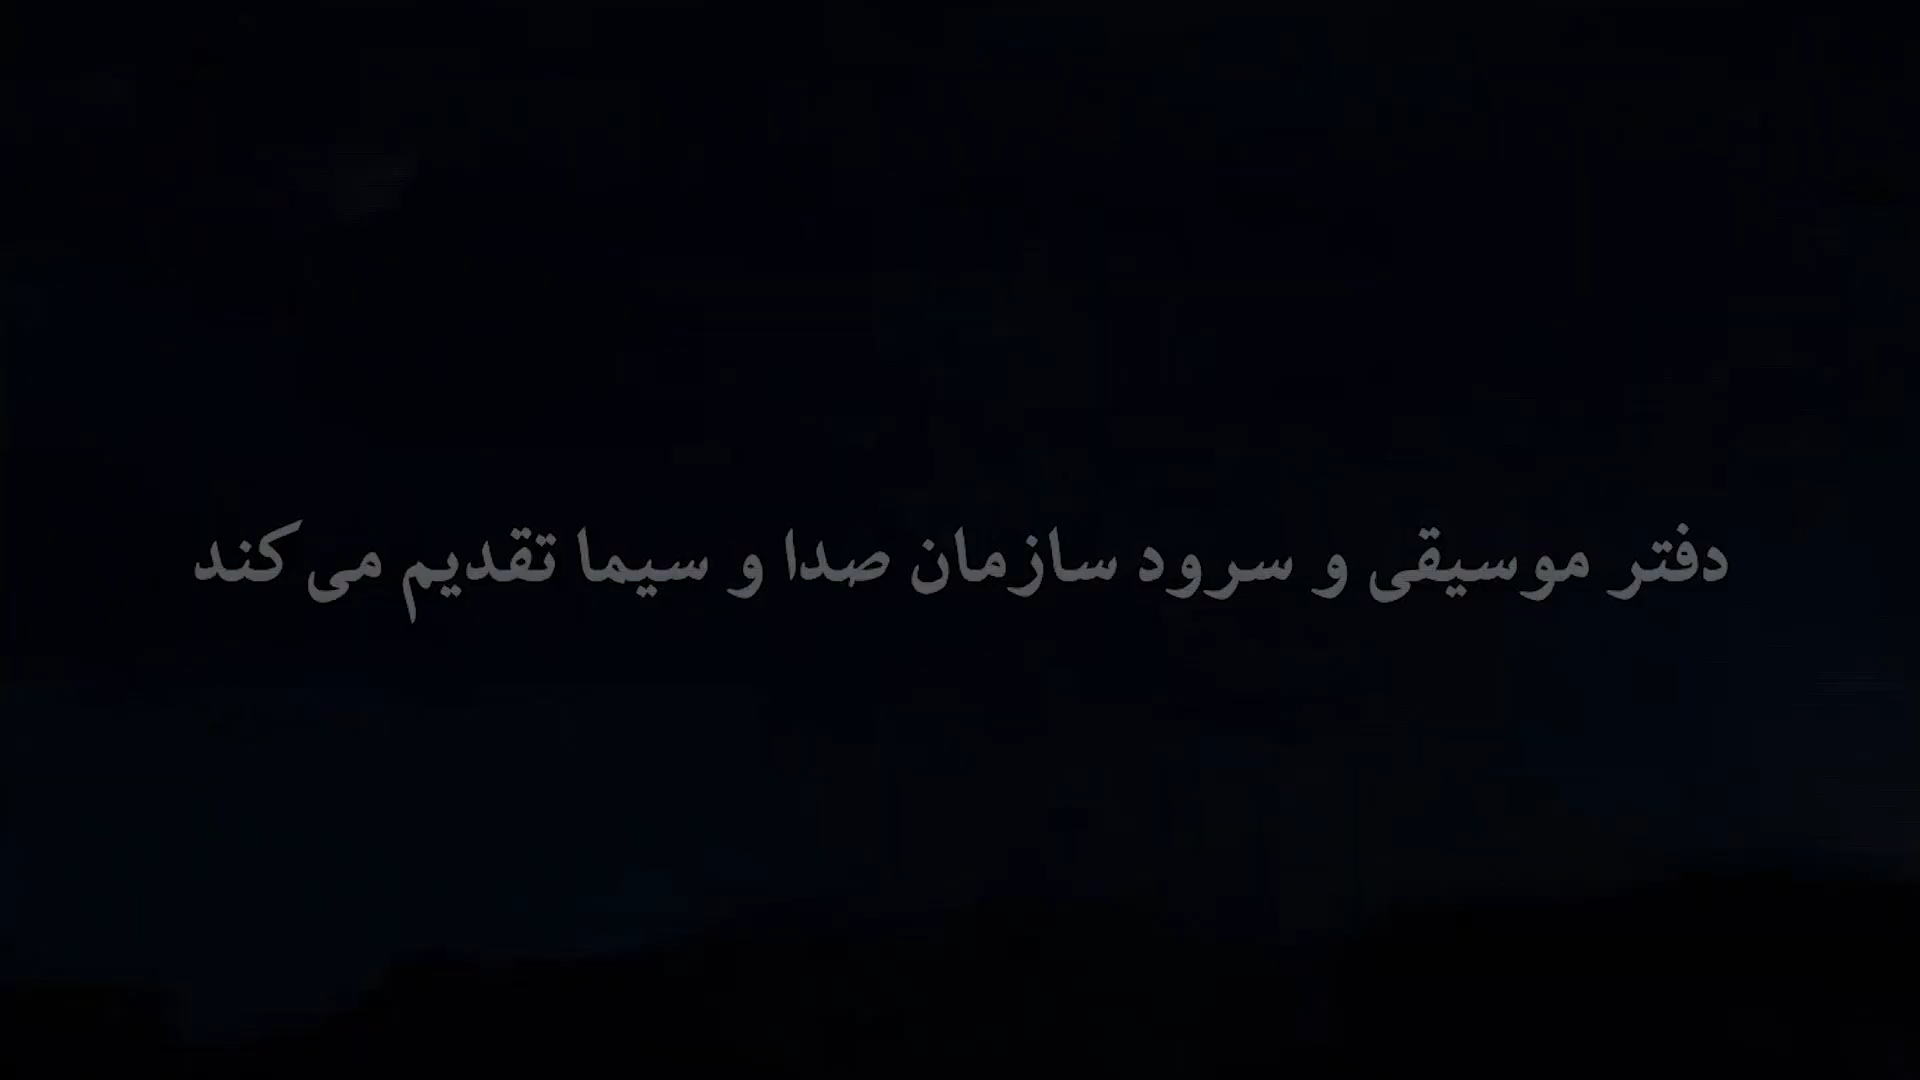 دفتر موسیقی و سرود سازمان صدا و سیما تقدیم می‌کند